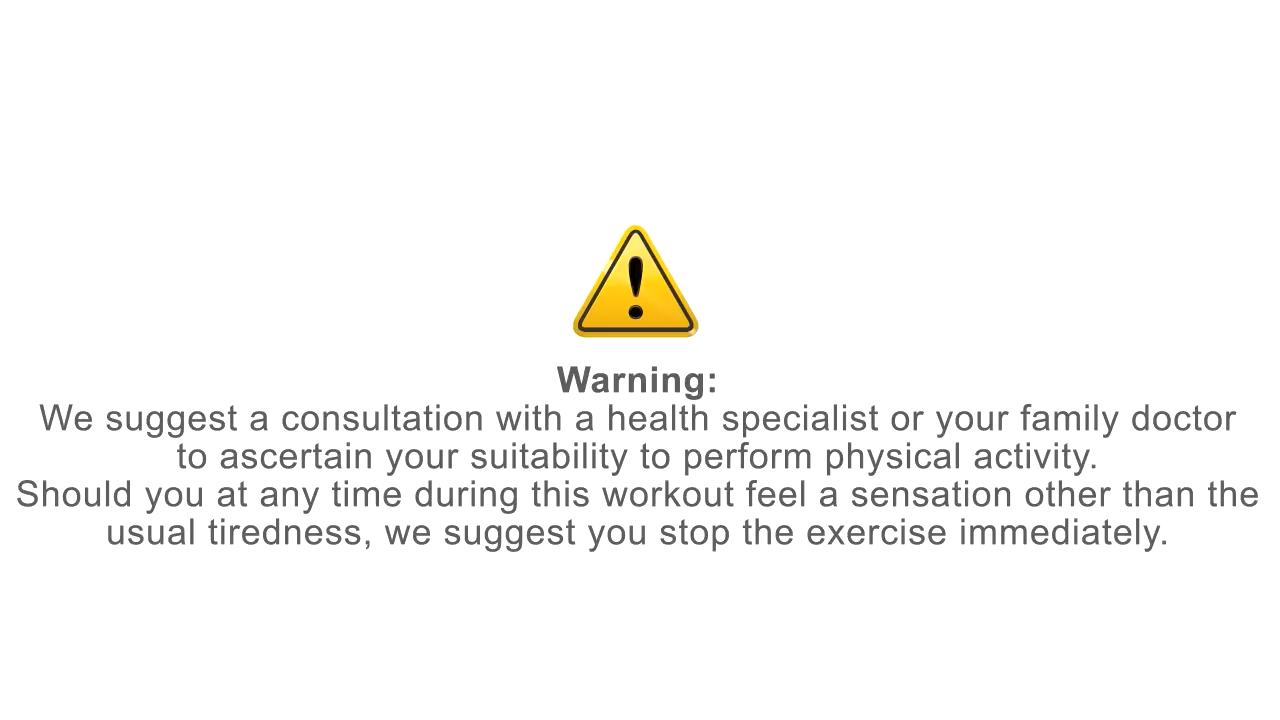 Warning:
We suggest a consultation with a health specialist or your family doctor
to ascertain your suitability to perform physical activity.
Should you at any time during this workout feel a sensation other than the
usual tiredness, we suggest you stop the exercise immediately.